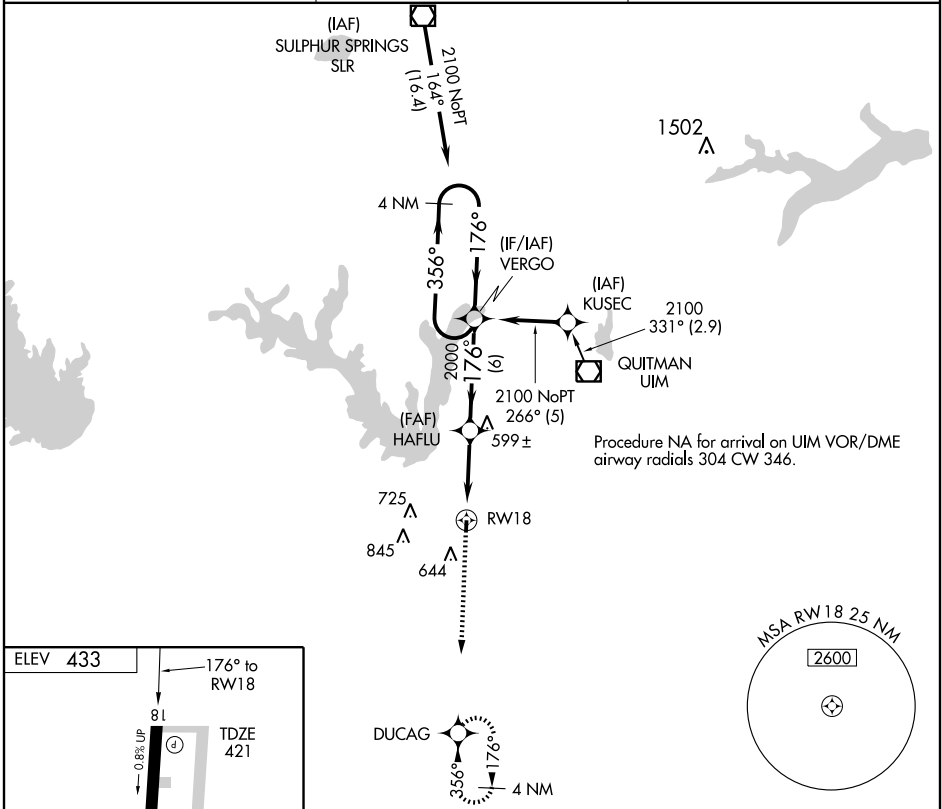 (IAF)
SULPHUR SPRINGS
SLR
2100 NoPT
164°
(16.4)
1502
4 NM
176°
356°
(IF/IAF)
VERGO
(IAF)
KUSEC
2100
331° (2.9)
QUITMAN
UIM
2000
176°
(6)
2100 NoPT
266° (5)
(FAF)
HAFLU
599±
Procedure NA for arrival on UIM VOR/DME
airway radials 304 CW 346.
725
RW18
845
644
MSA RW18 25 NM
2600
ELEV 433
176° to
RW18
18
P
TDZE
421
0.8% UP
DUCAG
356°
176°
4 NM